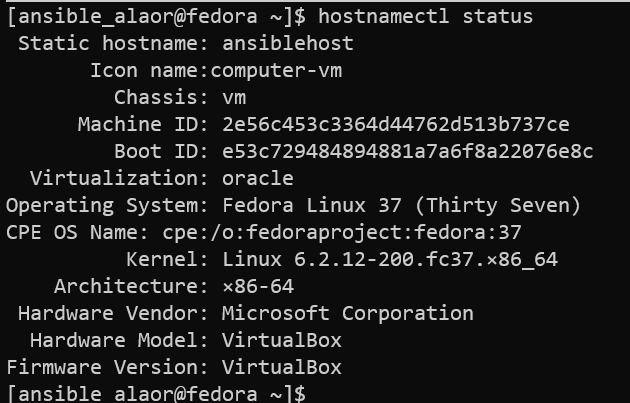 [ansible_alaor@fedora ~]$ hostnamectl status
Static hostname: ansiblehost
Icon name:computer-vm
Chassis: vm
Machine ID: 2e56c453c3364d44762d513b737ce
Boot ID: e53c729484894881a7a6f8a22076e8c
Virtualization: oracle
Operating System: Fedora Linux 37 (Thirty Seven)
CPE OS Name: cpe:/o:fedoraproject:fedora:37
Kernel: Linux 6.2.12-200.fc37.×86_64
Architecture: ×86-64
Hardware Vendor: Microsoft Corporation
Hardware Model: VirtualBox
Firmware Version: VirtualBox
[ansible_alaor@fedora ~]$